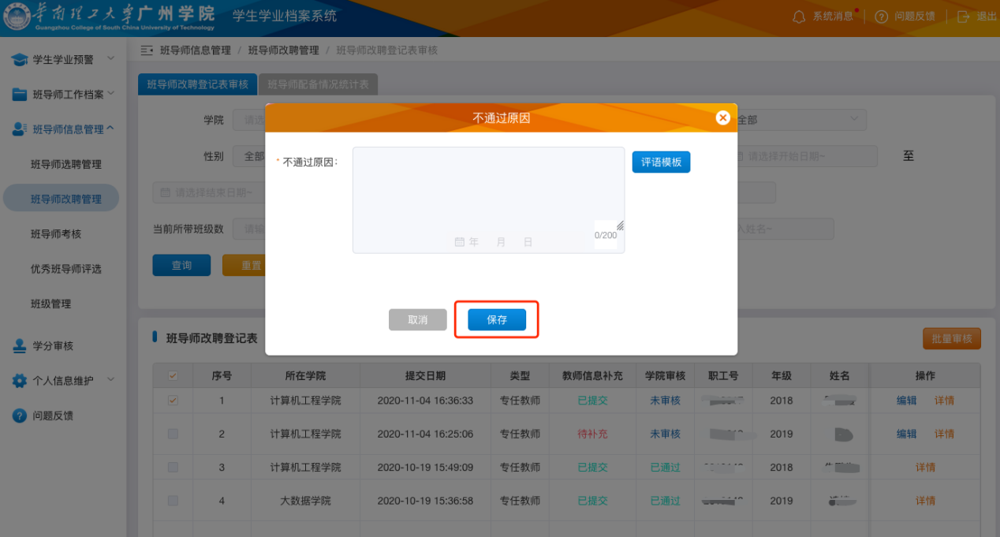 华南理工大学广州学院 学生学业档案系统 系统消息 问题反馈 退出
Guangzhou College of South China University of Technology
学生学业预警
班导师工作档案
班导师信息管理
班导师选聘管理
班导师改聘管理
班导师考核
优秀班导师评选
班级管理
学分审核
个人信息维护
问题反馈
班导师信息管理 / 班导师改聘管理 / 班导师改聘登记表审核
班导师改聘登记表审核 班导师配备情况统计表
学院 请选 全部
性别 全部 请选择开始日期~ 至
请选择结束日期~
当前所带班级数 请输 入姓名~
查询 重置
不通过原因
* 不通过原因: 评语模板
0/200
年 月 日
取消 保存
班导师改聘登记表 批量审核
序号 所在学院 提交日期 类型 教师信息补充 学院审核 职工号 年级 姓名 操作
1 计算机工程学院 2020-11-04 16:36:33 专任教师 已提交 未审核 2018 编辑 详情
2 计算机工程学院 2020-11-04 16:25:06 专任教师 待补充 未审核 2019 编辑 详情
3 计算机工程学院 2020-10-19 15:49:09 专任教师 已提交 已通过 2018 详情
4 大数据学院 2020-10-19 15:36:58 专任教师 已提交 已通过 2019 详情